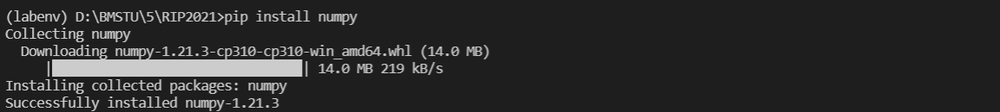 (labenv) D:\BMSTU\5\RIP2021>pip install numpy
Collecting numpy
  Downloading numpy-1.21.3-cp310-cp310-win_amd64.whl (14.0 MB)
     |████████████████████████████████| 14.0 MB 219 kB/s
Installing collected packages: numpy
Successfully installed numpy-1.21.3